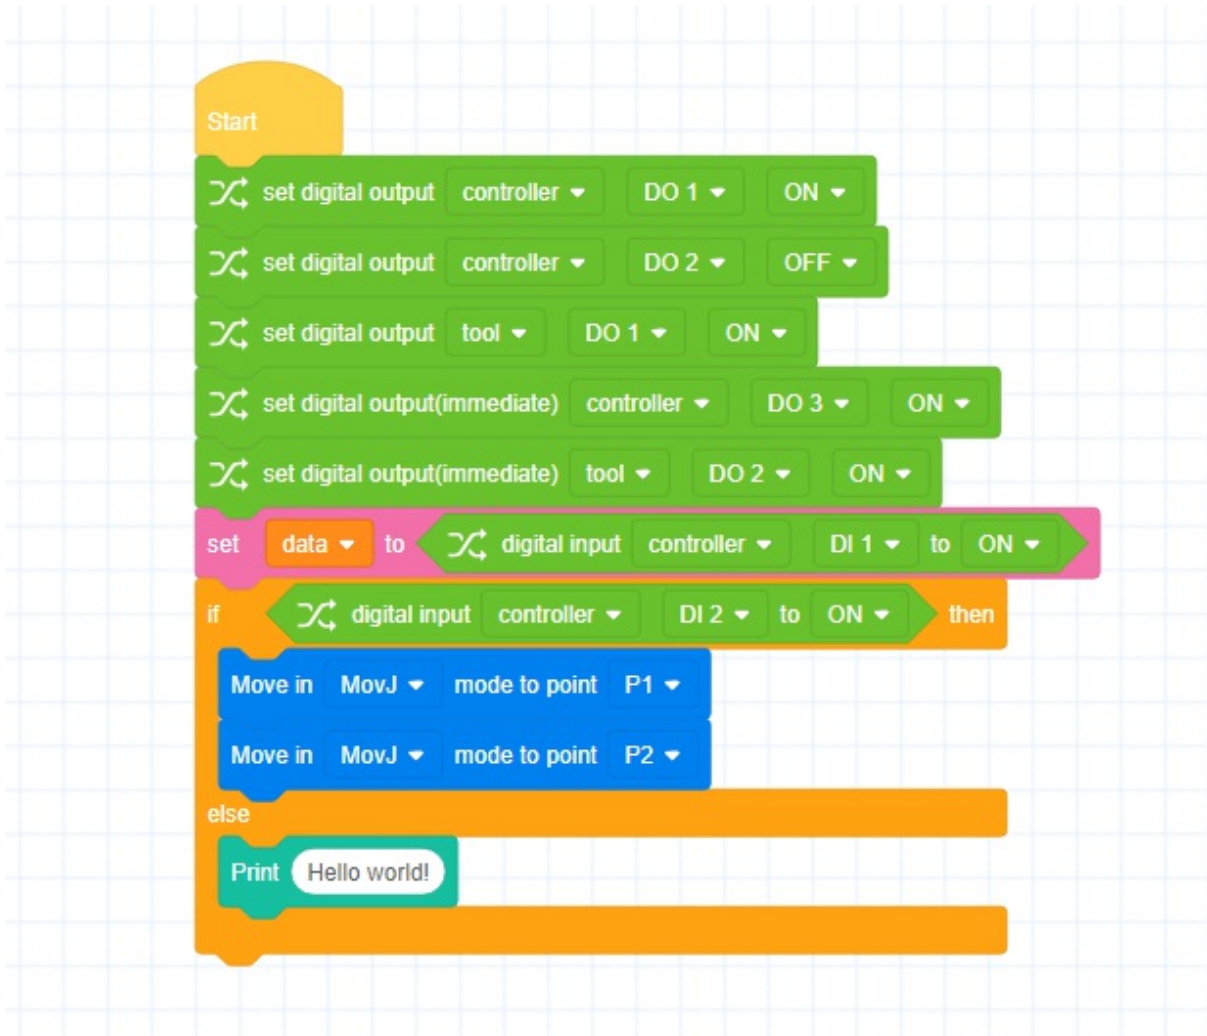 Start
set digital output controller DO 1 ON
set digital output controller DO 2 OFF
set digital output tool DO 1 ON
set digital output(immediate) controller DO 3 ON
set digital output(immediate) tool DO 2 ON
set data to digital input controller DI 1 to ON
if digital input controller DI 2 to ON then
Move in MovJ mode to point P1
Move in MovJ mode to point P2
else
Print Hello world!